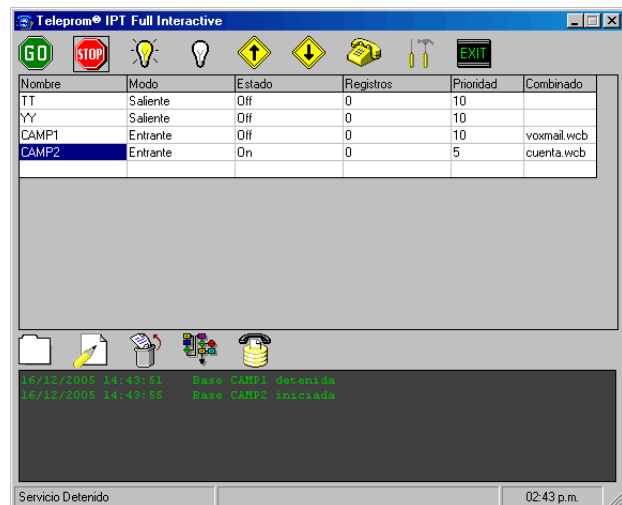 Teleprom® IPT Full Interactive
GO STOP EXIT
Nombre Modo Estado Registros Prioridad Combinado
TT Saliente Off 0 10
YY Saliente Off 0 10
CAMP1 Entrante Off 0 10 voxmail.wcb
CAMP2 Entrante On 0 5 cuenta.wcb
16/12/2005 14:43:51 Base CAMP1 detenida
16/12/2005 14:43:55 Base CAMP2 iniciada
Servicio Detenido 02:43 p.m.